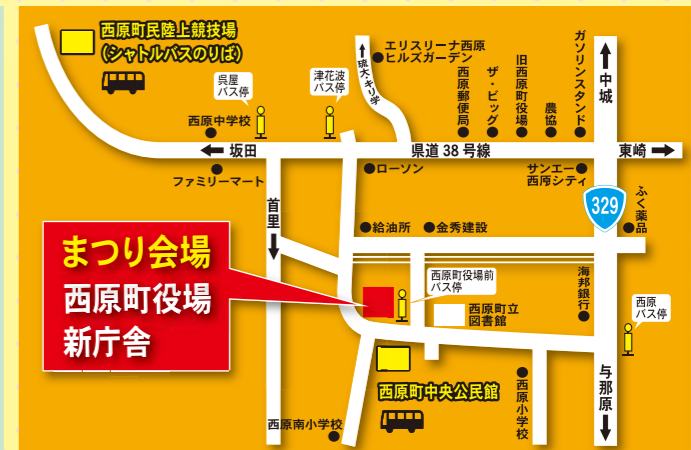 西原町民陸上競技場
(シャトルバスのりば)
呉屋
バス停
津花波
バス停
琉大・キリ学
エリスリーナ西原
ヒルズガーデン
西原郵便局
ザ・ビッグ
旧西原町役場
農協
ガソリンスタンド
中城
西原中学校
坂田
県道38号線
東崎
ファミリーマート
ローソン
サンエー
西原シティ
329
ふく薬品
首里
給油所
金秀建設
まつり会場
西原町役場
新庁舎
西原町役場前
バス停
西原町立
図書館
海邦銀行
西原
バス停
西原町中央公民館
西原小学校
与那原
西原南小学校